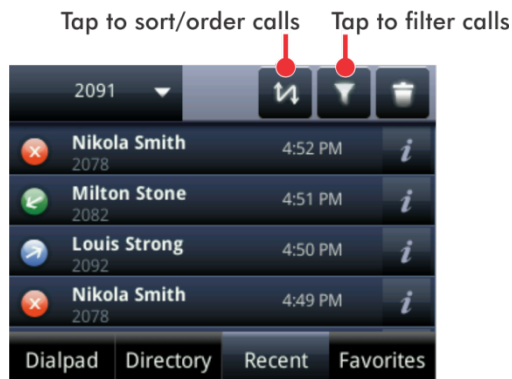 Tap to sort/order calls Tap to filter calls
2091
Nikola Smith 4:52 PM i
2078
Milton Stone 4:51 PM i
2082
Louis Strong 4:50 PM i
2092
Nikola Smith 4:49 PM i
2078
Dialpad Directory Recent Favorites